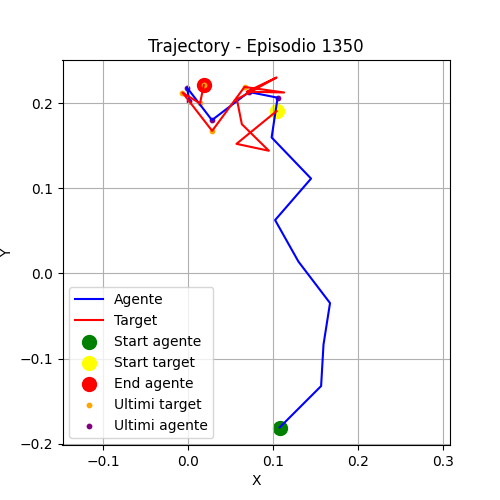 Trajectory - Episodio 1350
Y
0.2
0.1
0.0
−0.1
−0.2
Agente
Target
Start agente
Start target
End agente
Ultimi target
Ultimi agente
−0.1
0.0
0.1
0.2
0.3
X